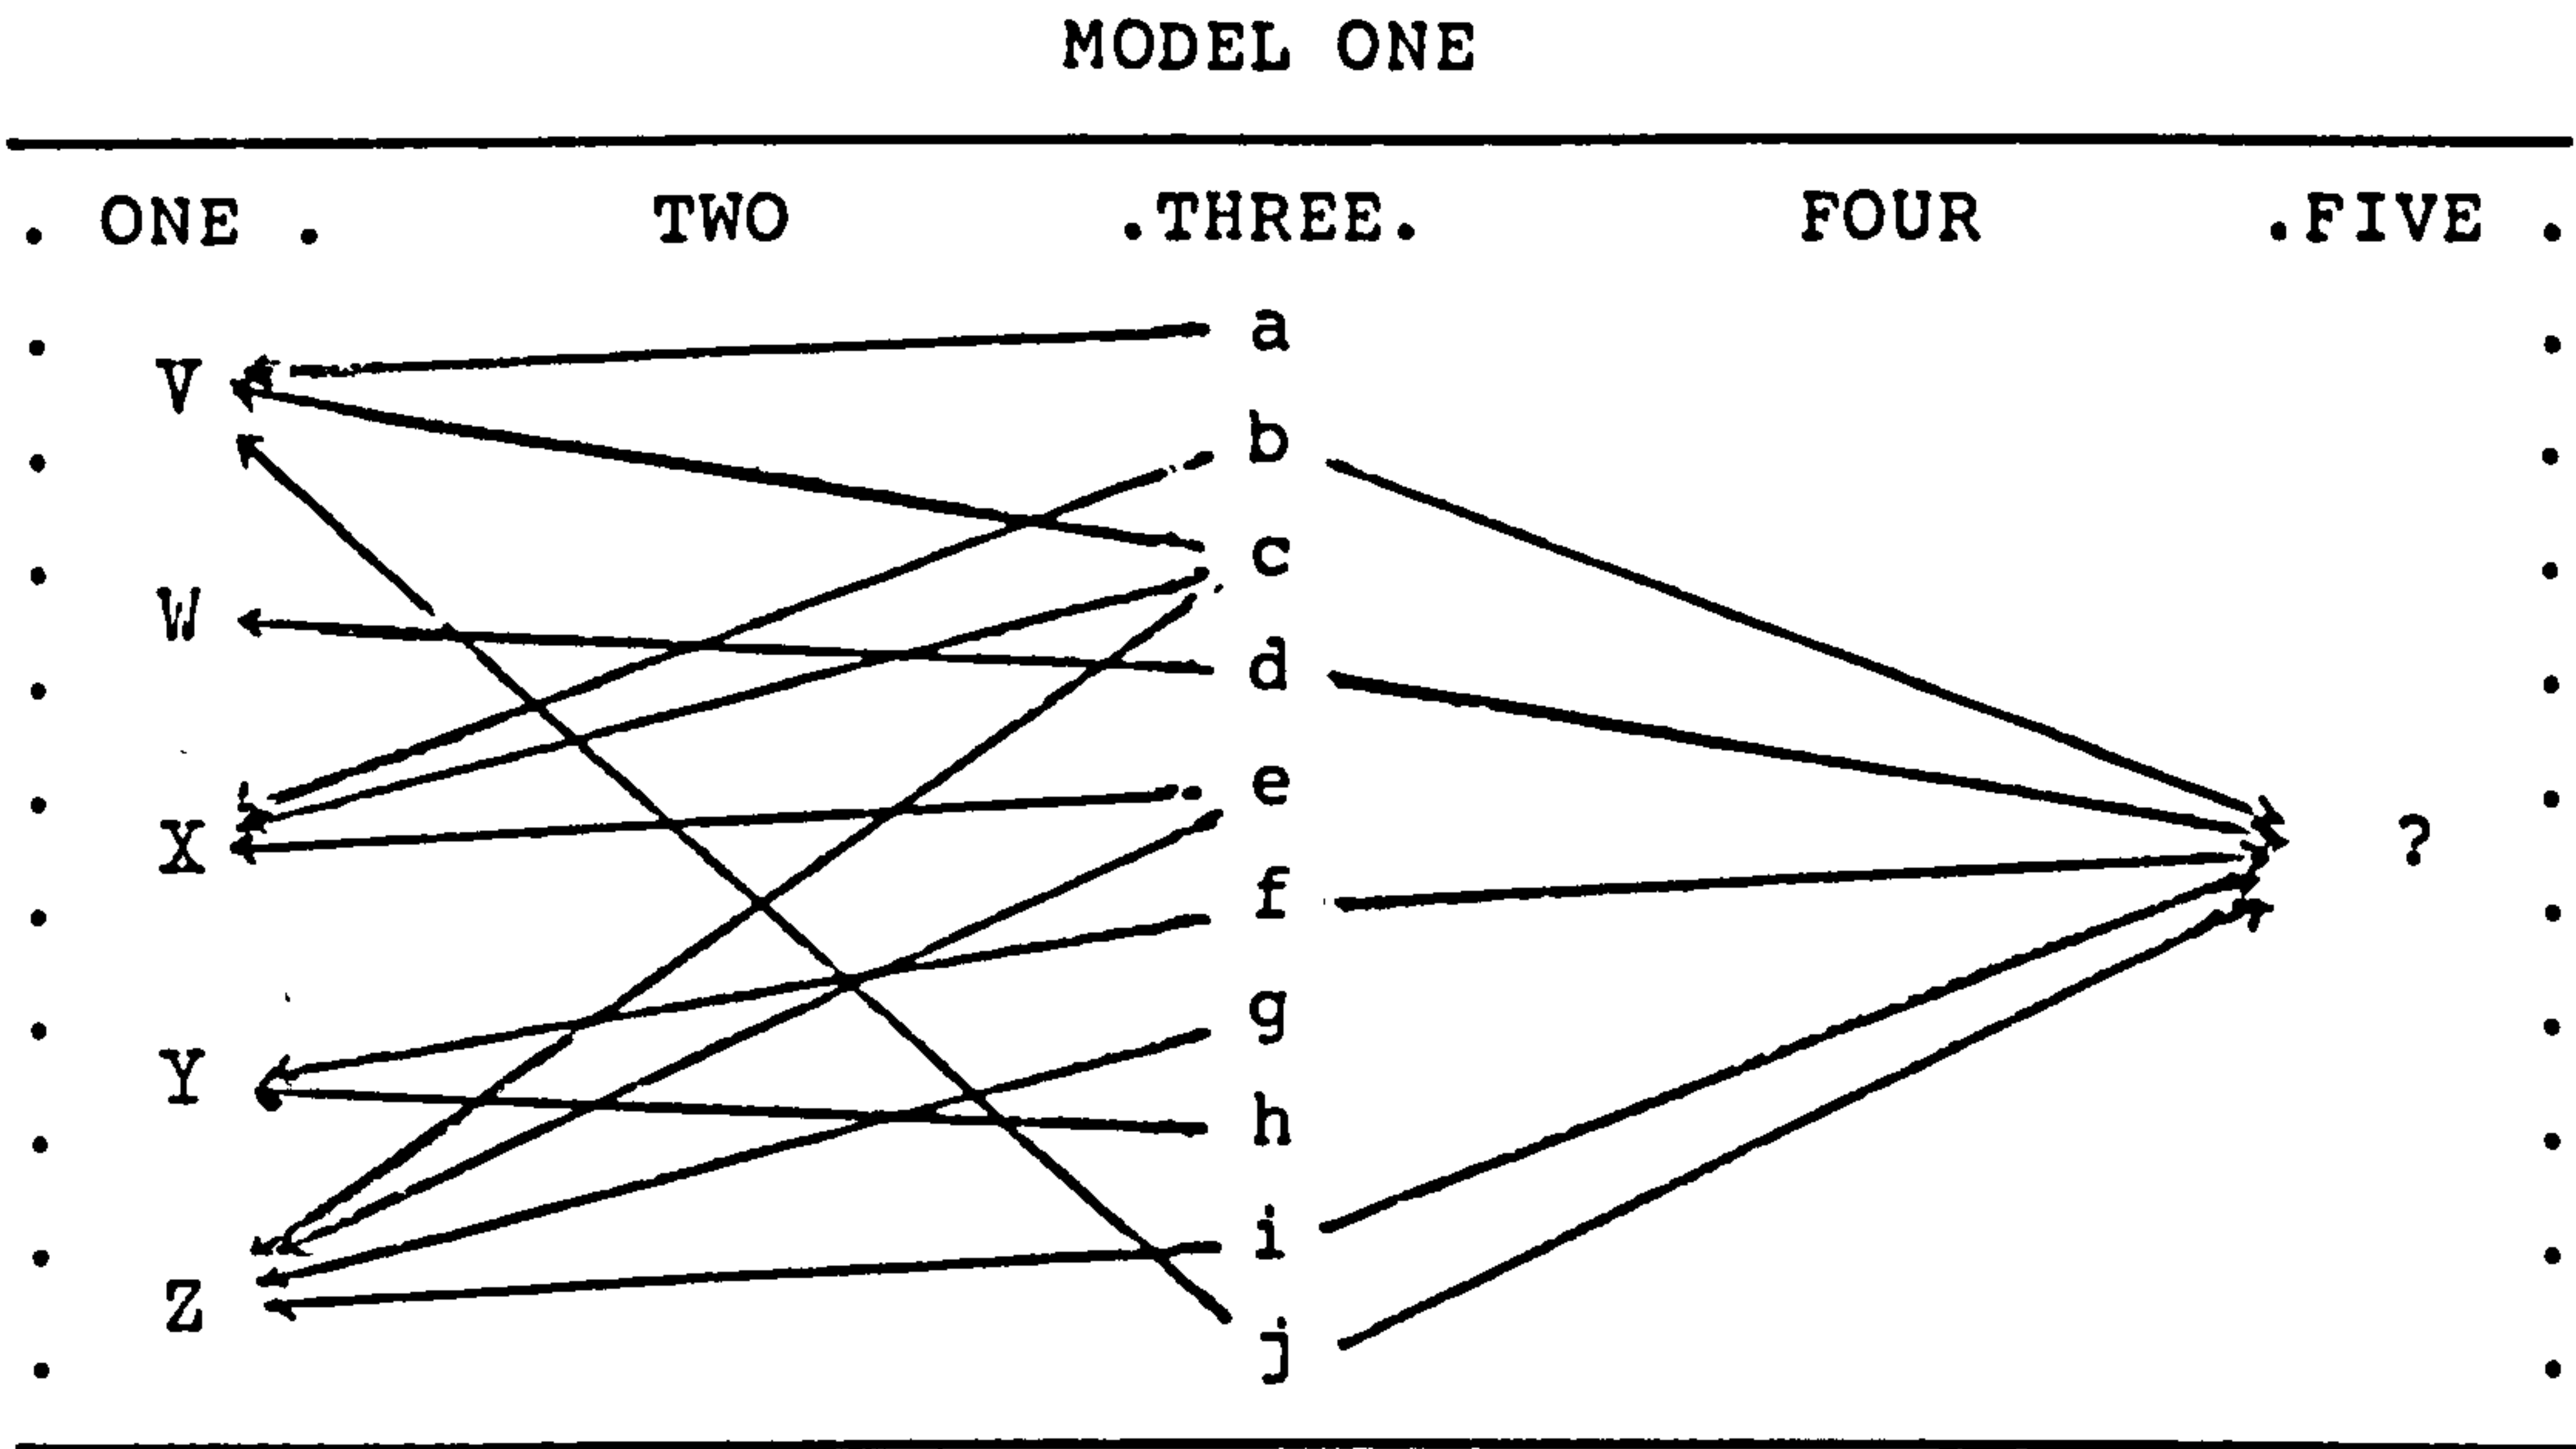 MODEL ONE
. ONE . TWO .THREE. FOUR .FIVE .
a
V
b
c
W
d
e
X ?
f
g
Y
h
i
Z
j